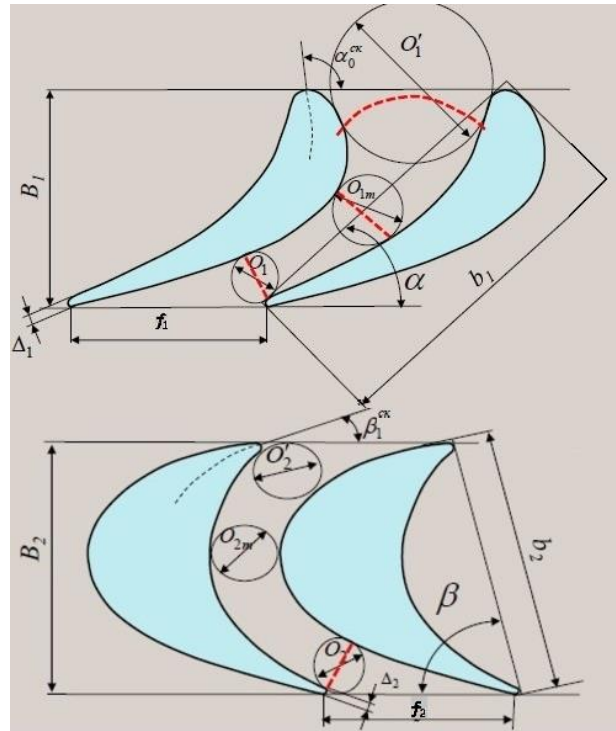 α₀ᶜᴷ
O′₁
B₁
O₁ₘ
O₁
α
b₁
Δ₁
f₁
β₁ᶜᴷ
O′₂
B₂
O₂ₘ
b₂
β
O₂
Δ₂
f₂